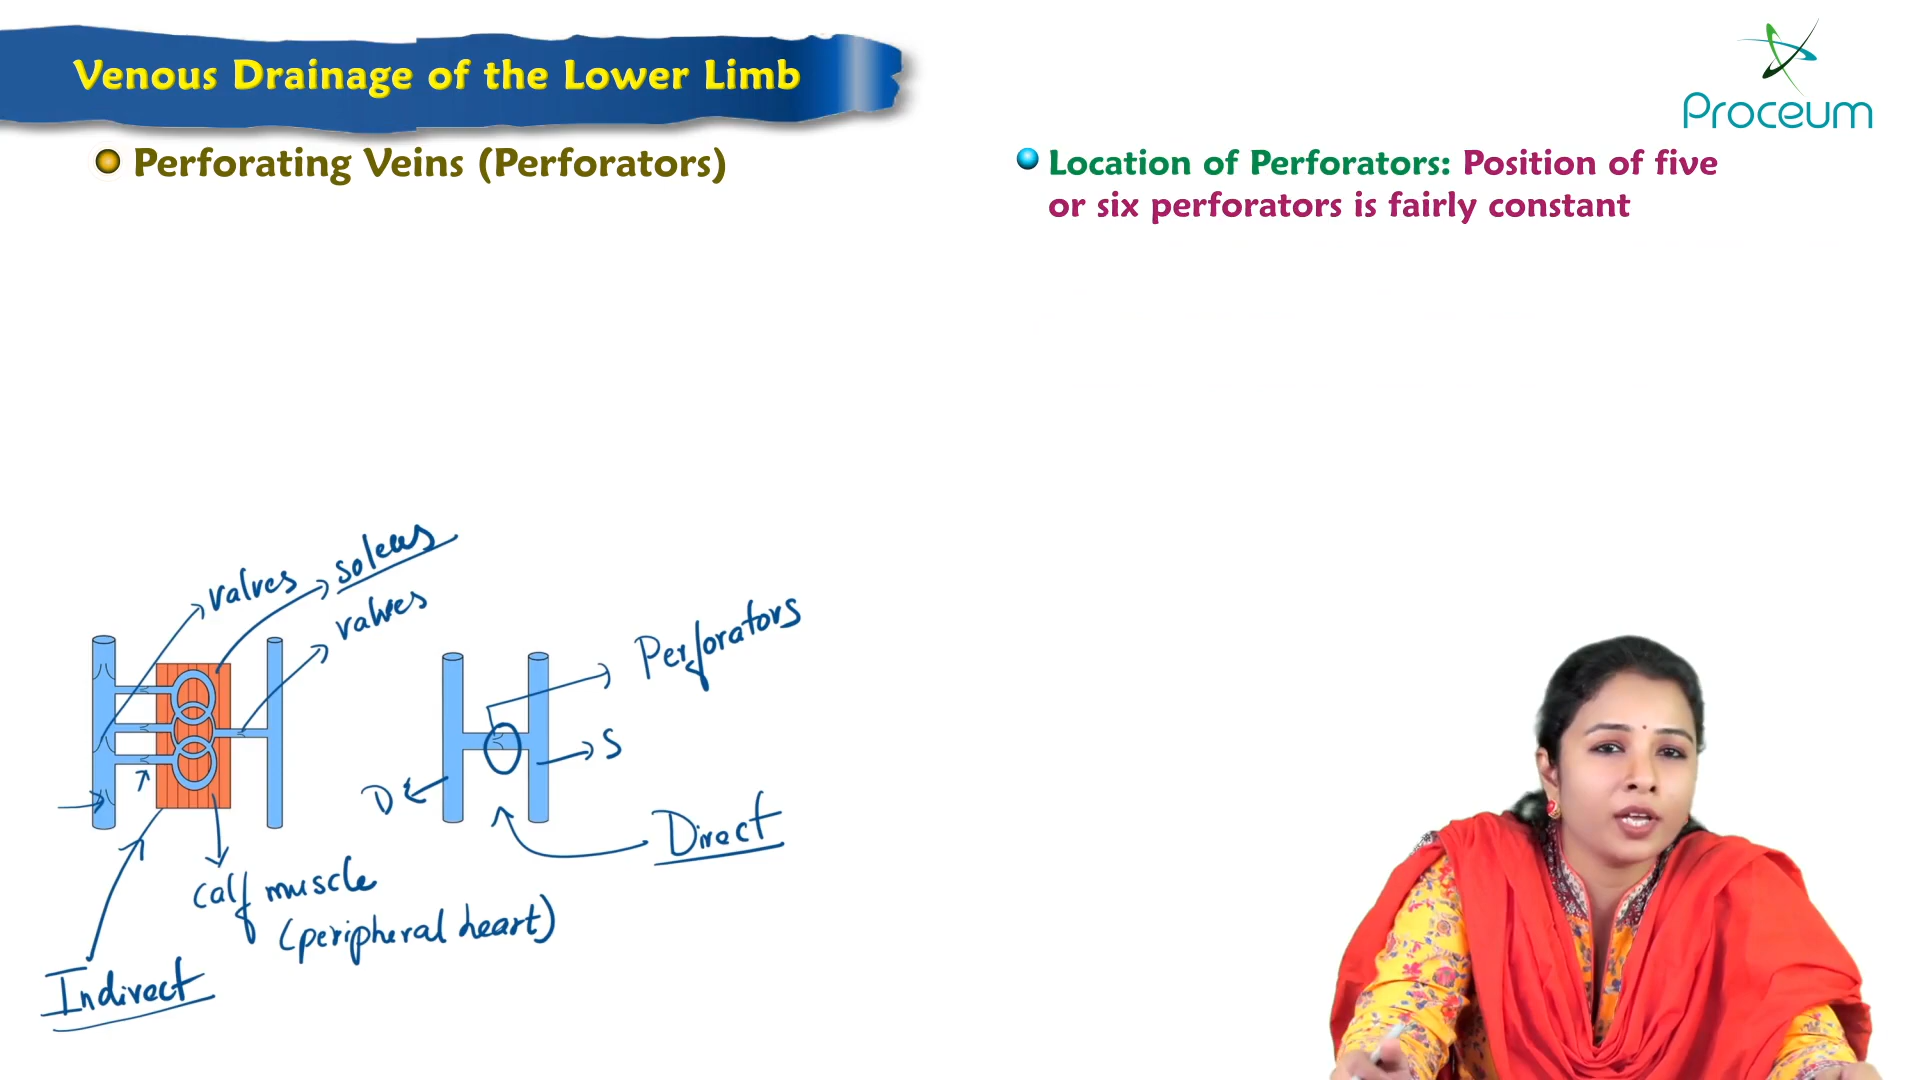 Venous Drainage of the Lower Limb
Proceum
Perforating Veins (Perforators)
Location of Perforators: Position of five
or six perforators is fairly constant
valves
soleus
valves
Perforators
D
S
Direct
calf muscle
(peripheral heart)
Indirect